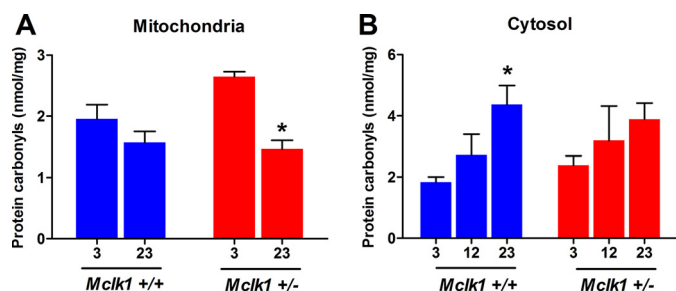 A
Mitochondria
Protein carbonyls (nmol/mg)
3
2
1
0
*
3 23 3 23
Mclk1 +/+ Mclk1 +/-
B
Cytosol
Protein carbonyls (nmol/mg)
6
4
2
0
*
3 12 23 3 12 23
Mclk1 +/+ Mclk1 +/-